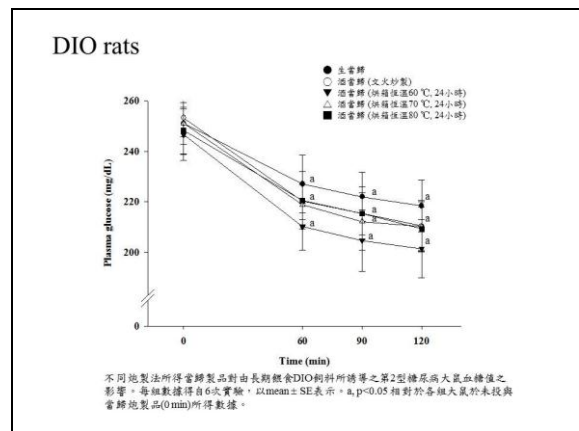 DIO rats
生當歸
酒當歸 (文火炒製)
酒當歸 (烘箱恆溫60 ℃, 24小時)
酒當歸 (烘箱恆溫70 ℃, 24小時)
酒當歸 (烘箱恆溫80 ℃, 24小時)
Plasma glucose (mg/dL)
260
240
220
200
0
a
a
a
a
a
a
a
a
a
0
60
90
120
Time (min)
不同炮製法所得當歸製品對由長期餵食DIO飼料所誘導之第2型糖尿病大鼠血糖值之
影響。每組數據得自6次實驗，以mean± SE表示。a, p<0.05 相對於各組大鼠於未投與
當歸炮製品(0 min)所得數據。